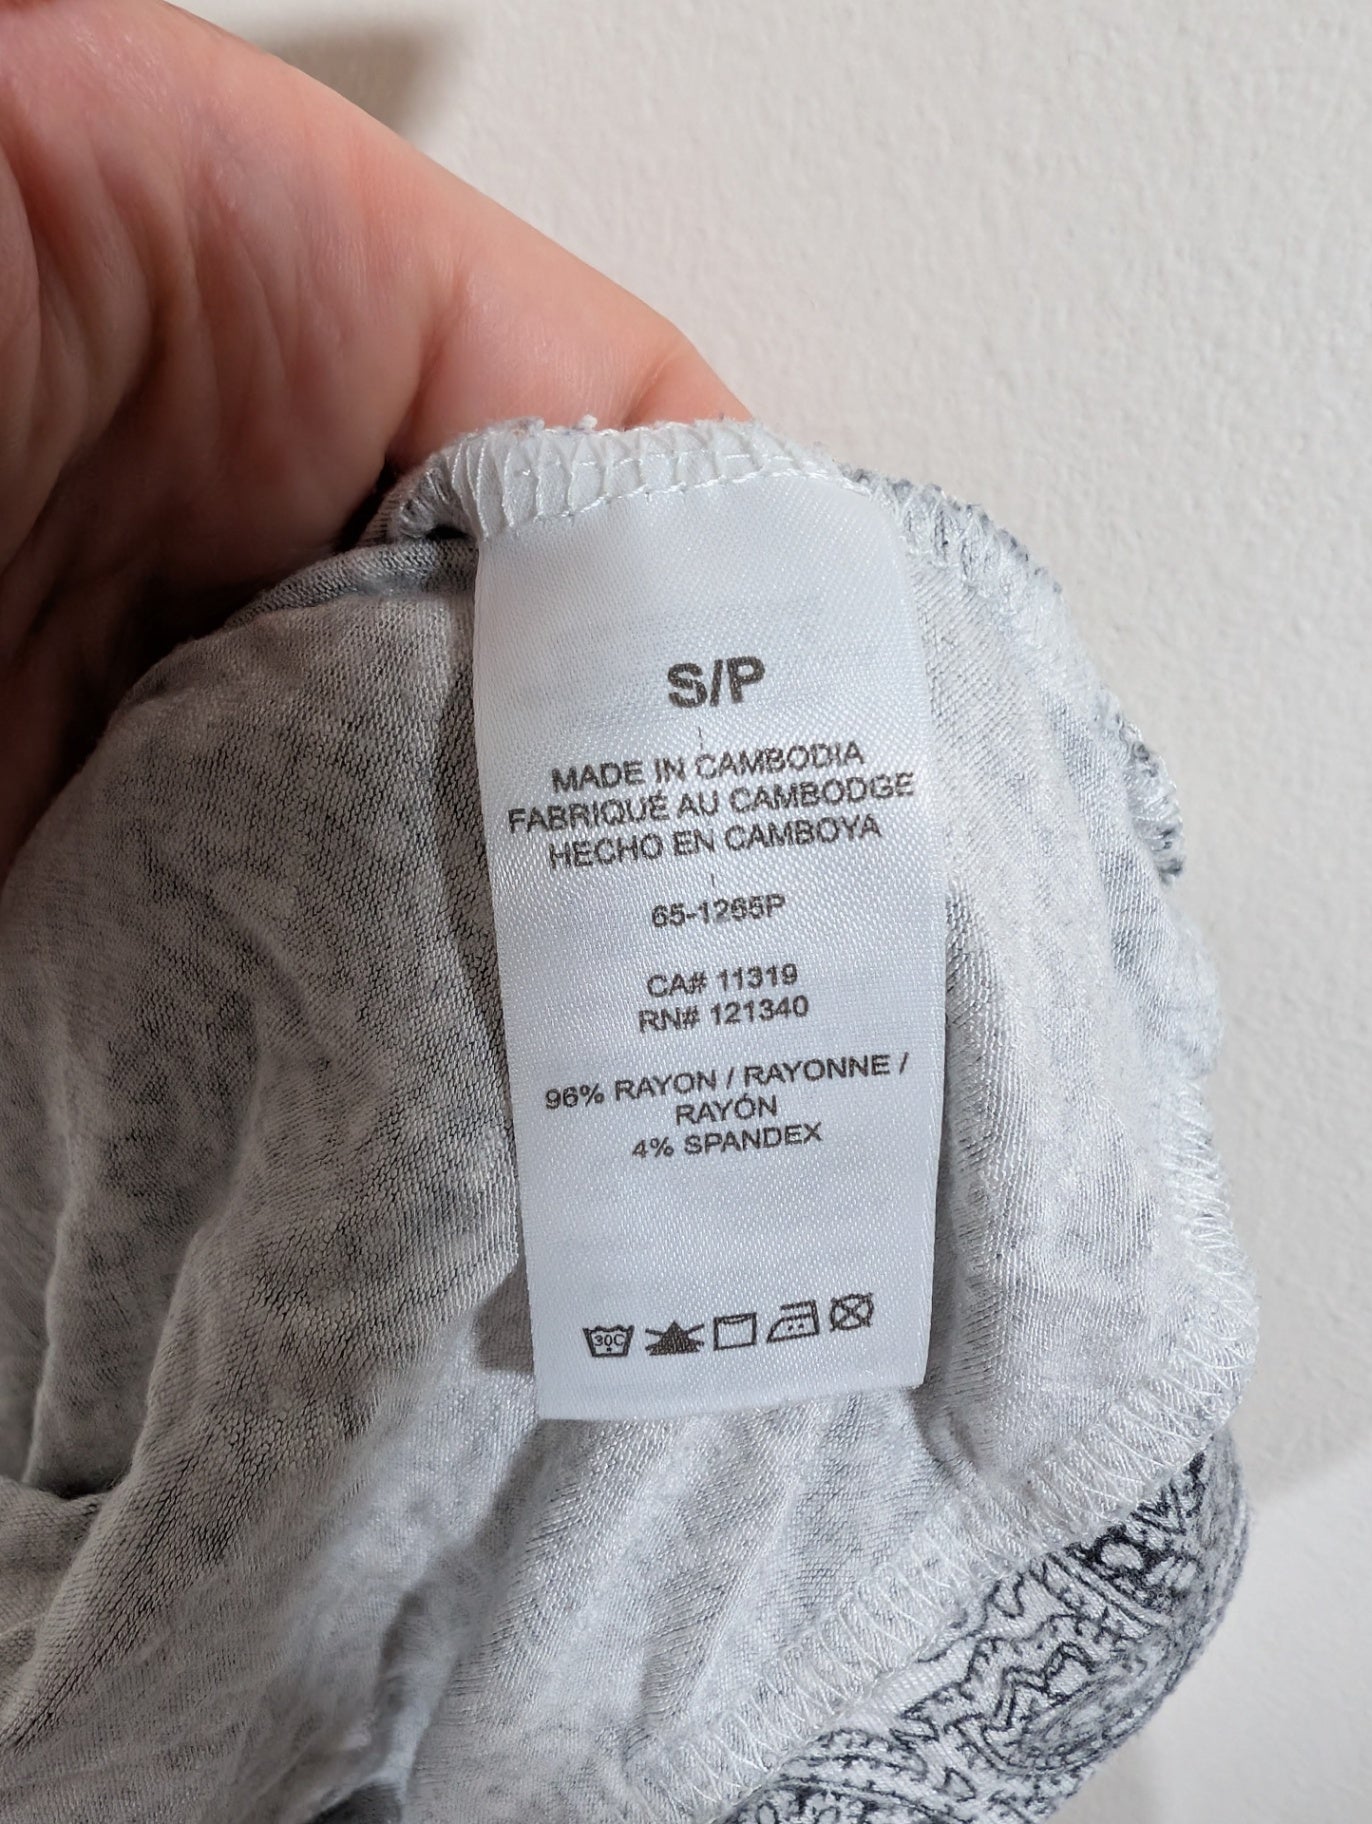 S/P
MADE IN CAMBODIA
FABRIQUÉ AU CAMBODGE
HECHO EN CAMBOYA
65-1265P
CA# 11319
RN# 121340
96% RAYON / RAYONNE /
RAYÓN
4% SPANDEX
30C